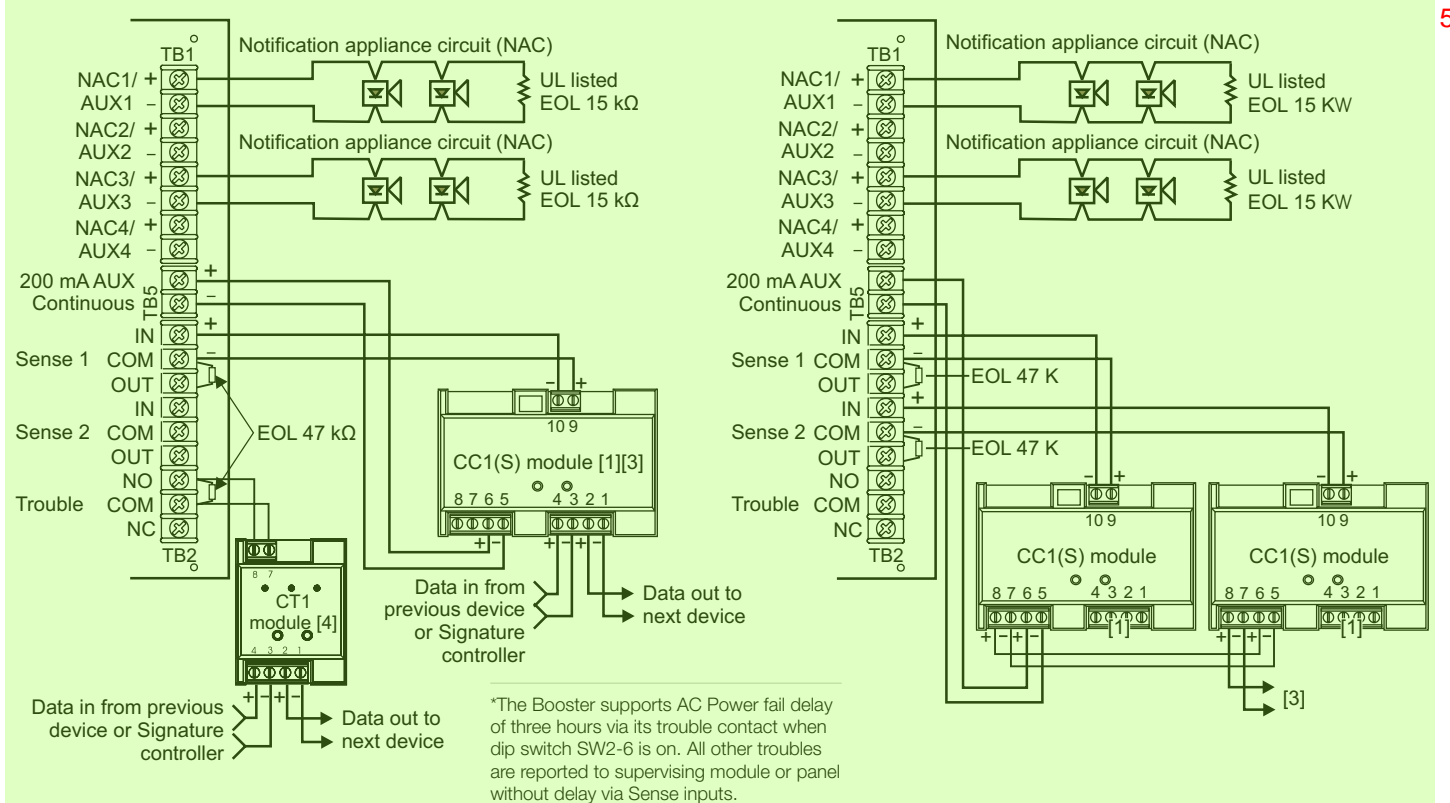 5
TB1
Notification appliance circuit (NAC)
NAC1/ +
AUX1 –
UL listed
EOL 15 kΩ
NAC2/ +
AUX2 –
Notification appliance circuit (NAC)
NAC3/ +
AUX3 –
UL listed
EOL 15 kΩ
NAC4/ +
AUX4 –
200 mA AUX +
Continuous –
TB5
IN +
Sense 1 COM –
OUT
IN
Sense 2 COM
OUT
EOL 47 kΩ
NO
Trouble COM
NC
TB2
– +
10 9
CC1(S) module [1][3]
8 7 6 5 4 3 2 1
+ – + – + –
Data in from
previous device
or Signature
controller
Data out to
next device
8 7
CT1
module [4]
4 3 2 1
+ – + –
Data in from previous
device or Signature
controller
Data out to
next device
*The Booster supports AC Power fail delay
of three hours via its trouble contact when
dip switch SW2-6 is on. All other troubles
are reported to supervising module or panel
without delay via Sense inputs.
TB1
Notification appliance circuit (NAC)
NAC1/ +
AUX1 –
UL listed
EOL 15 KW
NAC2/ +
AUX2 –
Notification appliance circuit (NAC)
NAC3/ +
AUX3 –
UL listed
EOL 15 KW
NAC4/ +
AUX4 –
200 mA AUX
Continuous
TB5
IN +
Sense 1 COM –
OUT
EOL 47 K
IN +
Sense 2 COM –
OUT
EOL 47 K
NO
Trouble COM
NC
TB2
– +
10 9
CC1(S) module
8 7 6 5 4 3 2 1
[1]
+ – + –
– +
10 9
CC1(S) module
8 7 6 5 4 3 2 1
[1]
+ – + –
[3]